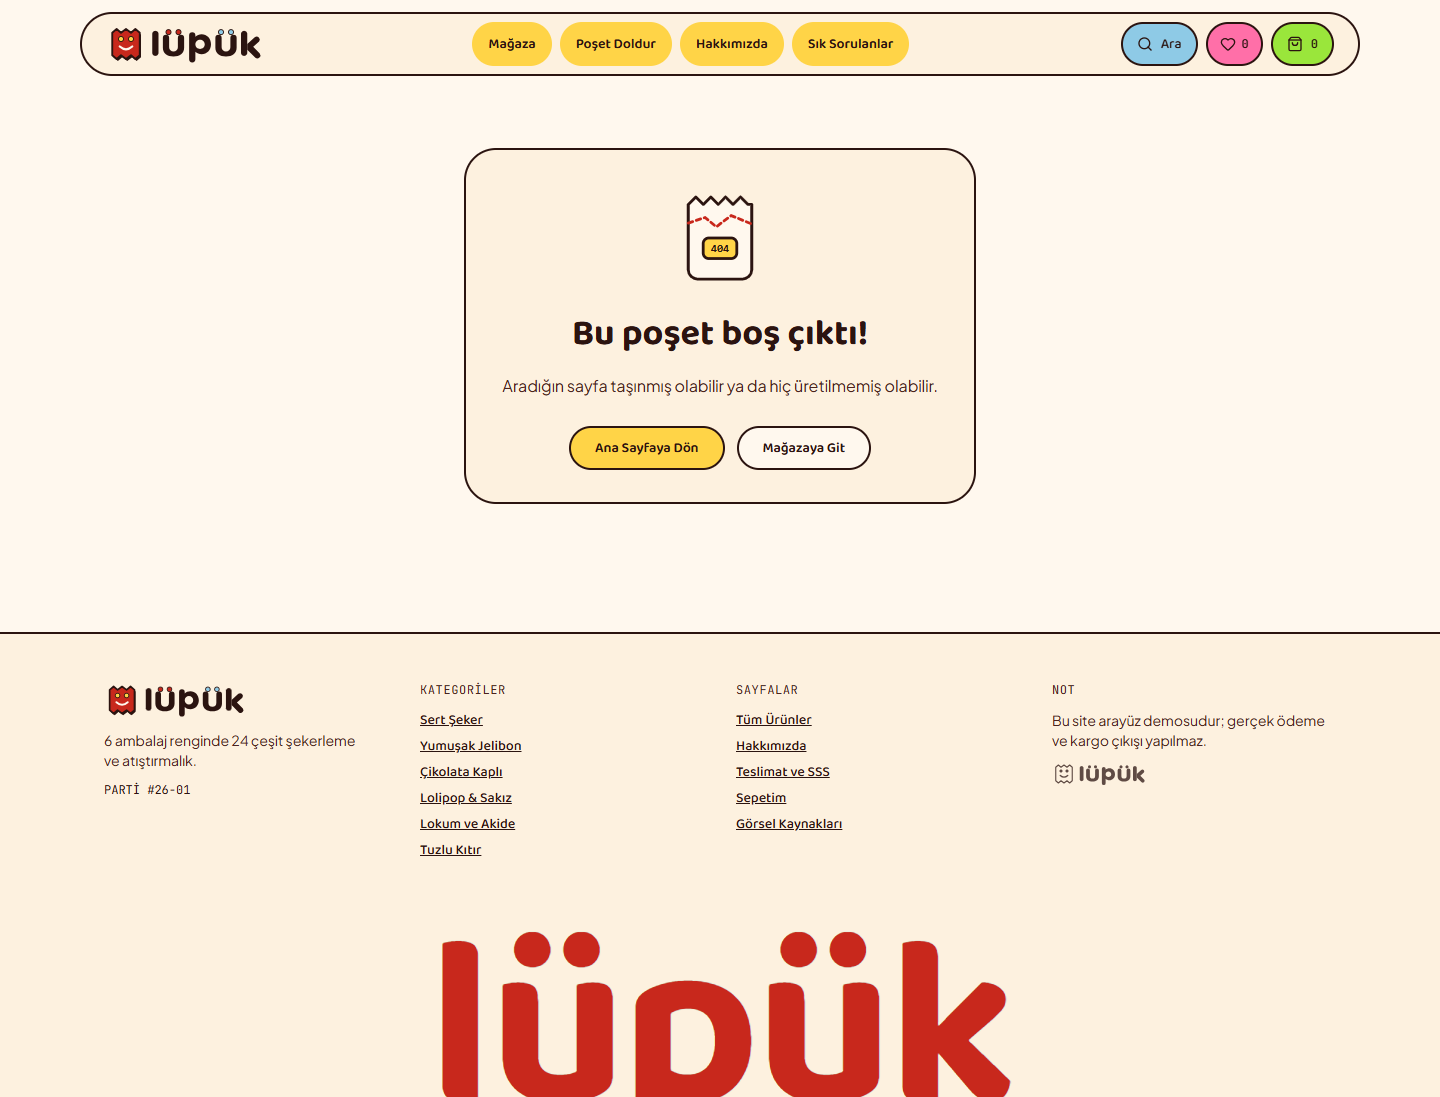 lüpük
Mağaza
Poşet Doldur
Hakkımızda
Sık Sorulanlar
Ara
0
0
404
Bu poşet boş çıktı!
Aradığın sayfa taşınmış olabilir ya da hiç üretilmemiş olabilir.
Ana Sayfaya Dön
Mağazaya Git
lüpük
6 ambalaj renginde 24 çeşit şekerleme
ve atıştırmalık.
PARTİ #26-01
KATEGORİLER
Sert Şeker
Yumuşak Jelibon
Çikolata Kaplı
Lolipop & Sakız
Lokum ve Akide
Tuzlu Kıtır
SAYFALAR
Tüm Ürünler
Hakkımızda
Teslimat ve SSS
Sepetim
Görsel Kaynakları
NOT
Bu site arayüz demosudur; gerçek ödeme
ve kargo çıkışı yapılmaz.
lüpük
lüpük